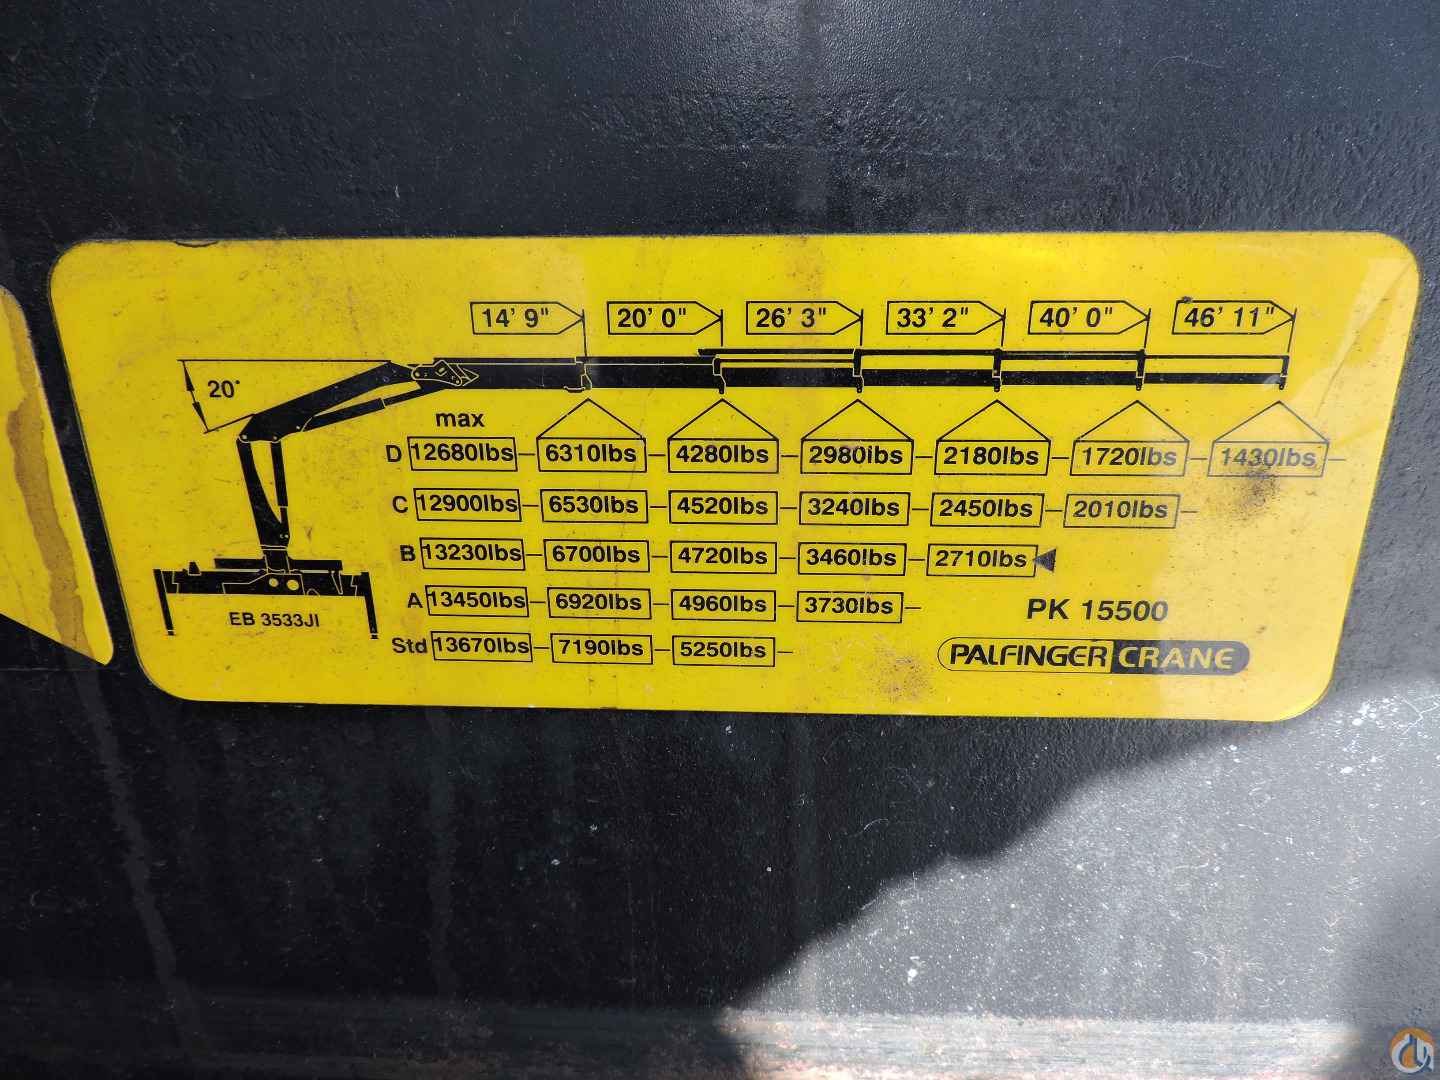 14' 9" 20' 0" 26' 3" 33' 2" 40' 0" 46' 11"
20°
max
D 12680lbs 6310lbs 4280lbs 2980lbs 2180lbs 1720lbs 1430lbs
C 12900lbs 6530lbs 4520lbs 3240lbs 2450lbs 2010lbs
B 13230lbs 6700lbs 4720lbs 3460lbs 2710lbs
A 13450lbs 6920lbs 4960lbs 3730lbs
EB 3533JI
PK 15500
Std 13670lbs 7190lbs 5250lbs
PALFINGER CRANE